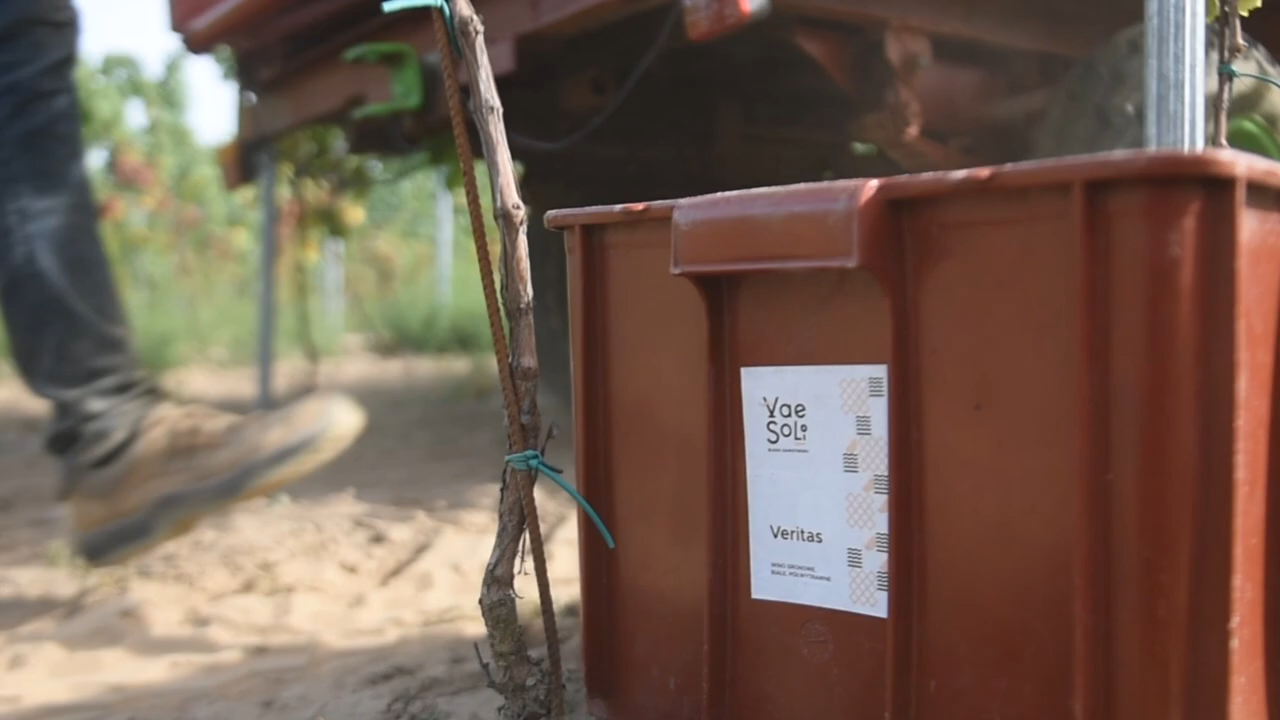 Vae
SoLi
Veritas
WINO GRONOWE,
BIAŁE, PÓŁWYTRAWNE